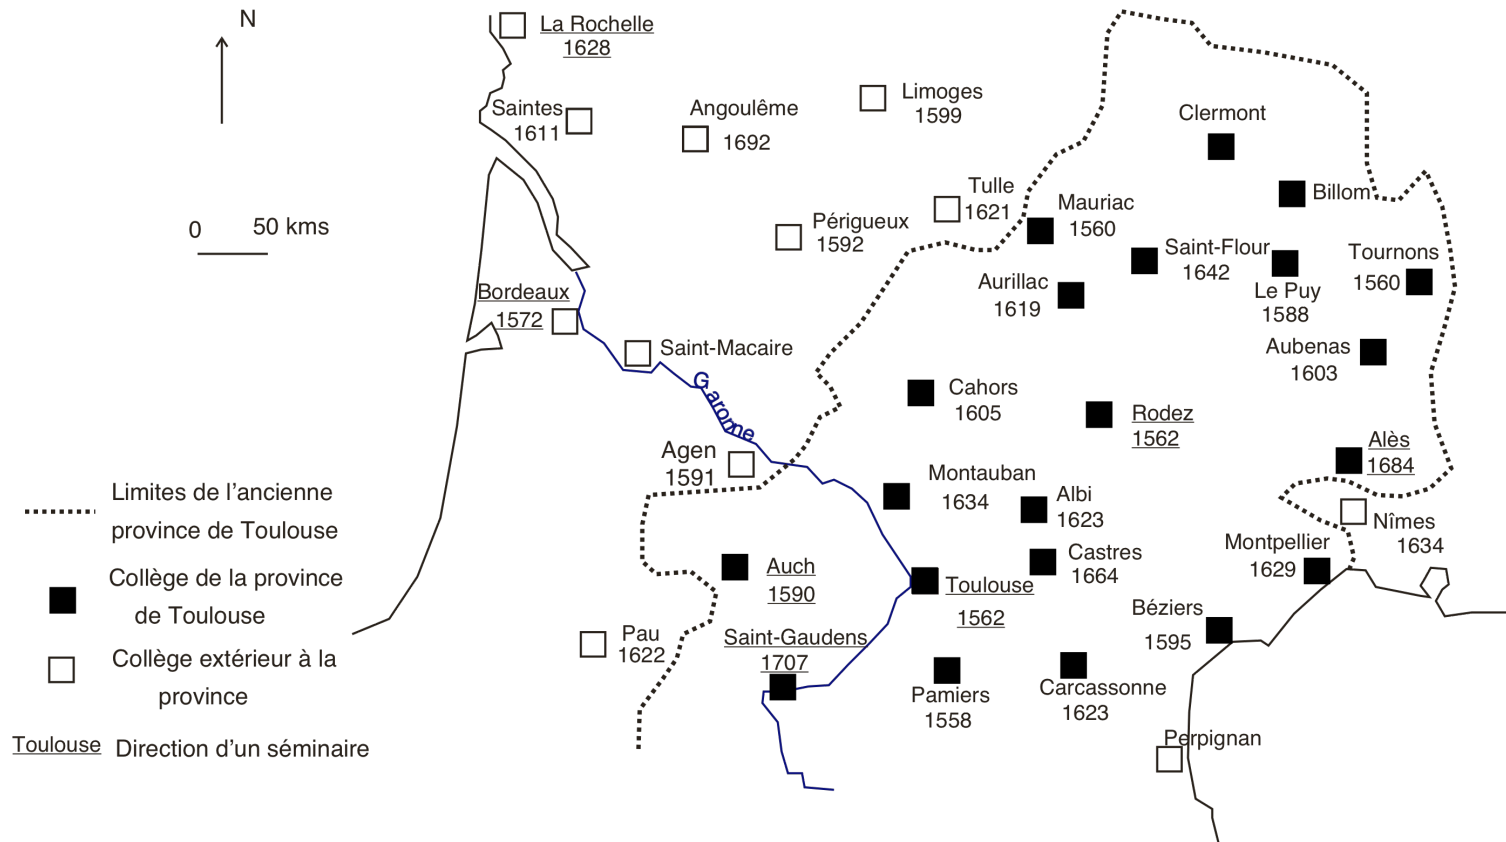 N
La Rochelle
1628
Saintes
1611
Angoulême
1692
Limoges
1599
Clermont
Billom
Tulle
1621
Mauriac
1560
Périgueux
1592
Saint-Flour
1642
Tournons
1560
Le Puy
1588
Aurillac
1619
0 50 kms
Bordeaux
1572
Saint-Macaire
Garonne
Aubenas
1603
Cahors
1605
Rodez
1562
Alès
1684
Agen
1591
Montauban
1634
Albi
1623
Nîmes
1634
Montpellier
1629
Castres
1664
Auch
1590
Toulouse
1562
Béziers
1595
Pau
1622
Saint-Gaudens
1707
Pamiers
1558
Carcassonne
1623
Perpignan
Limites de l'ancienne
province de Toulouse
Collège de la province
de Toulouse
Collège extérieur à la
province
Toulouse Direction d'un séminaire